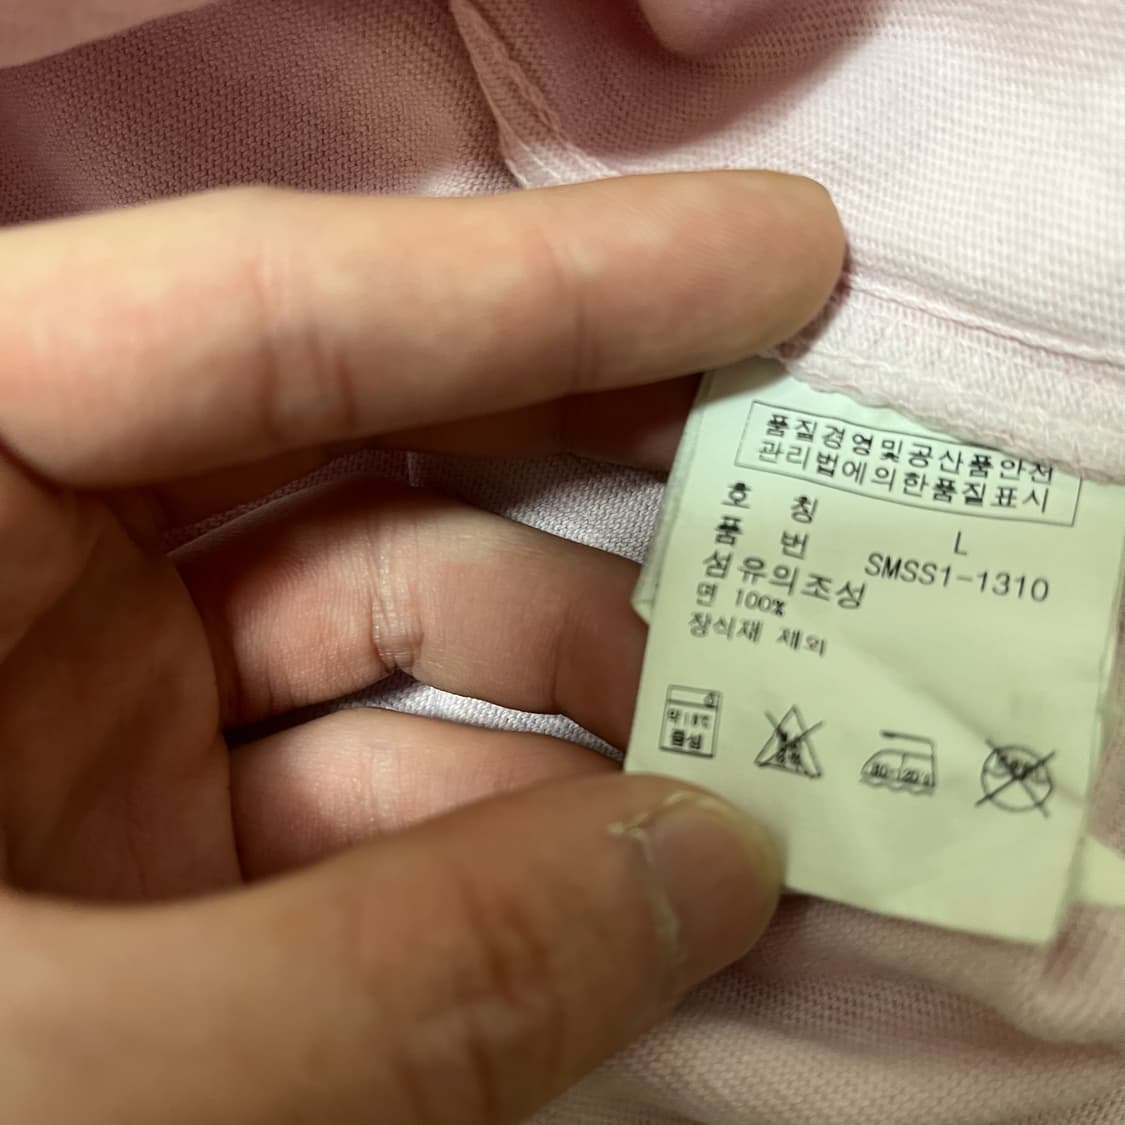 품질경영및공산품안전
관리법에의한품질표시
호 칭 L
품 번 SMSS1-1310
섬유의조성
면 100%
장식재 제외
80-120℃